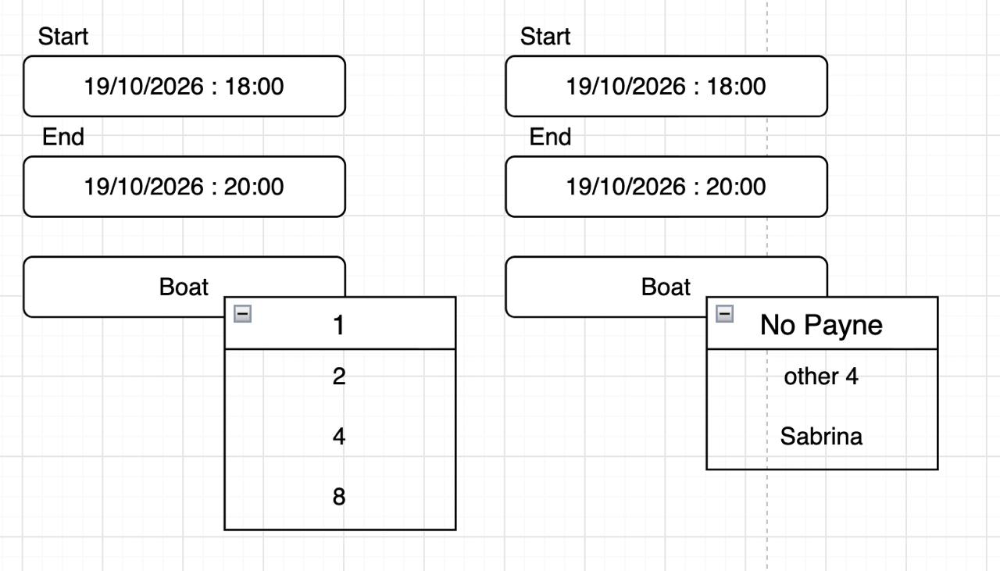 Start
19/10/2026 : 18:00
End
19/10/2026 : 20:00
Boat
1
2
4
8
Start
19/10/2026 : 18:00
End
19/10/2026 : 20:00
Boat
No Payne
other 4
Sabrina